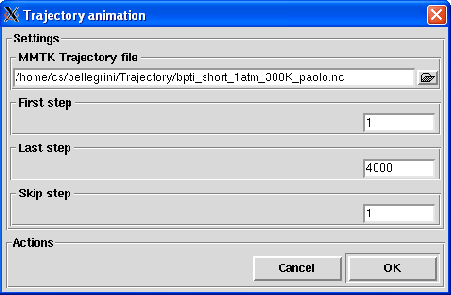 Trajectory animation
Settings
MMTK Trajectory file
/home/cs/pellegrini/Trajectory/bpti_short_1atm_300K_paolo.nc
First step
1
Last step
4000
Skip step
1
Actions
Cancel
OK